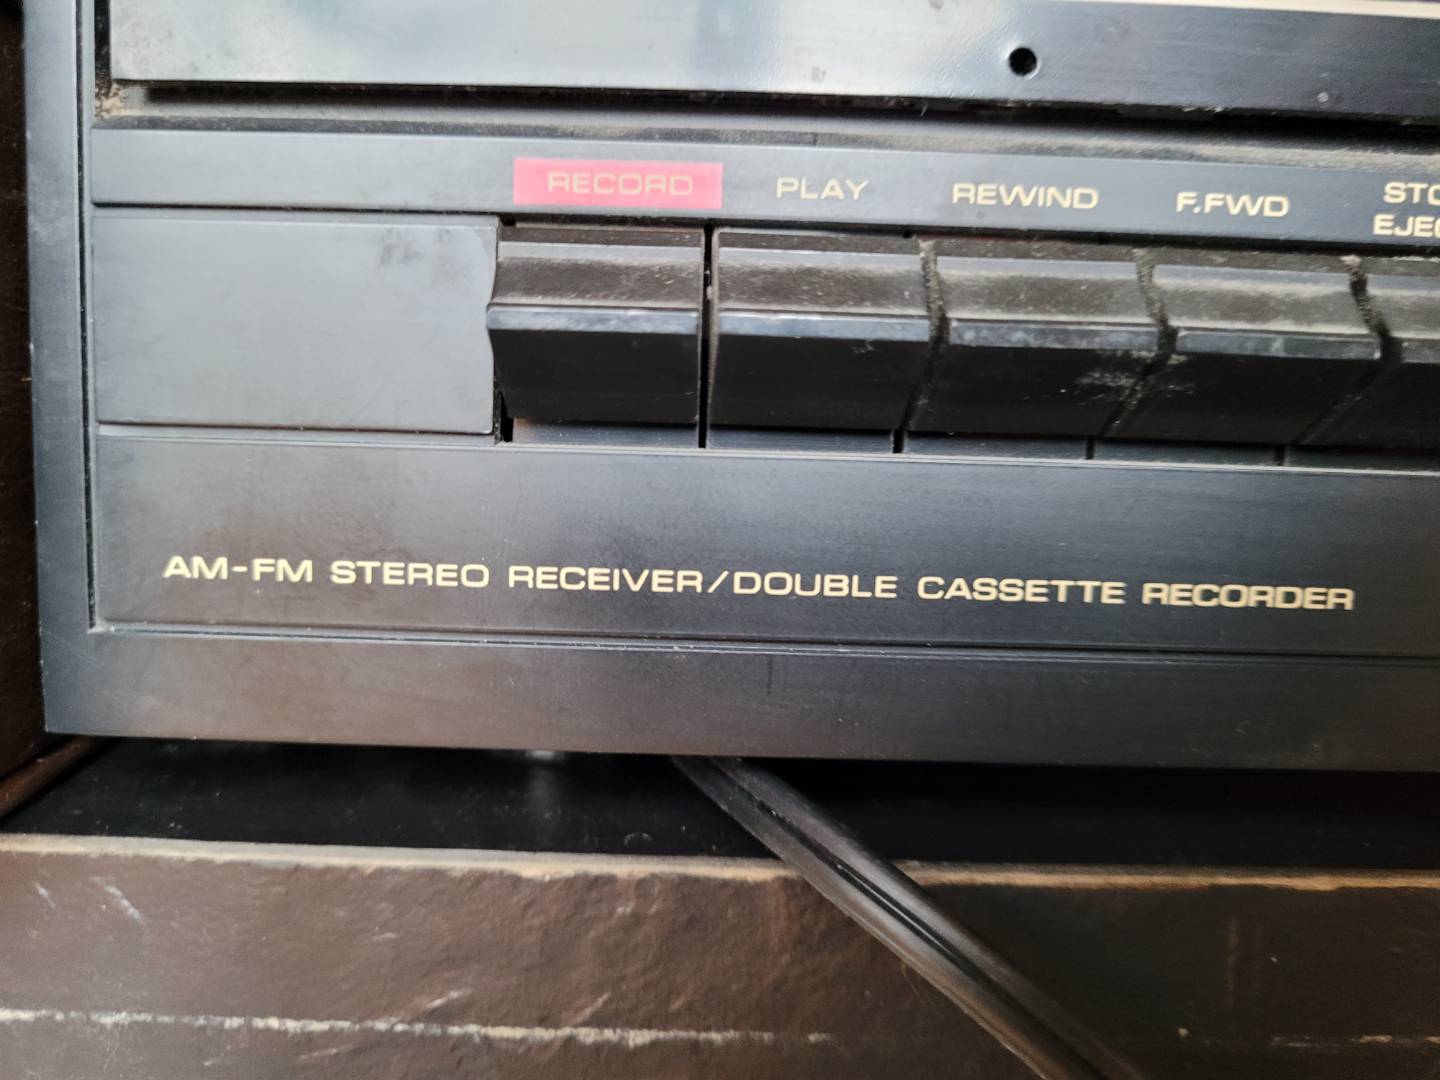 RECORD PLAY REWIND F.FWD
AM-FM STEREO RECEIVER/DOUBLE CASSETTE RECORDER